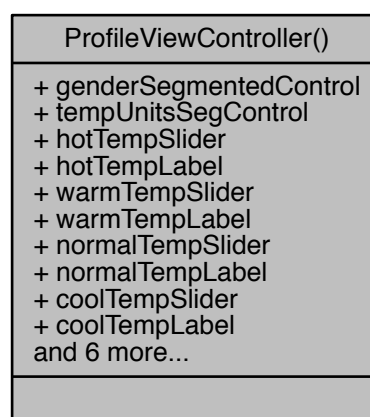 ProfileViewController()
+ genderSegmentedControl
+ tempUnitsSegControl
+ hotTempSlider
+ hotTempLabel
+ warmTempSlider
+ warmTempLabel
+ normalTempSlider
+ normalTempLabel
+ coolTempSlider
+ coolTempLabel
and 6 more...